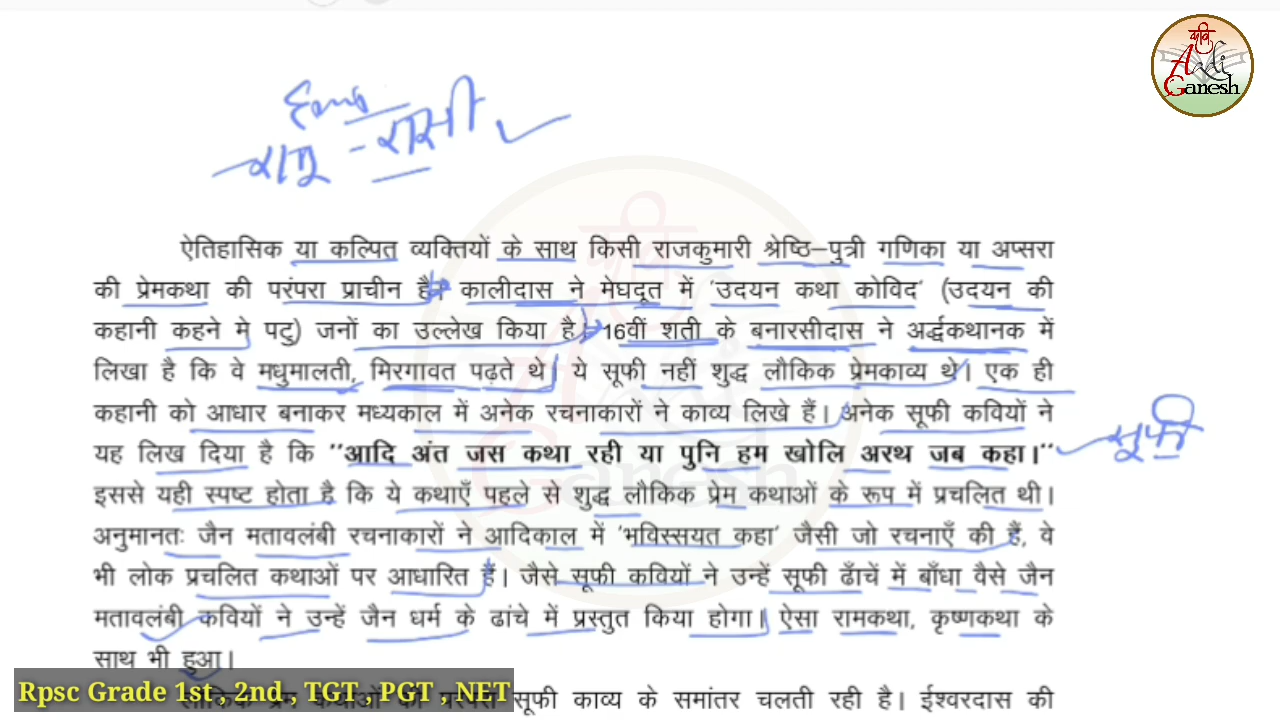 कवि
Aadi
Ganesh
रामू - रासी
ऐतिहासिक या कल्पित व्यक्तियों के साथ किसी राजकुमारी श्रेष्ठि–पुत्री गणिका या अप्सरा
की प्रेमकथा की परंपरा प्राचीन है। कालीदास ने मेघदूत में 'उदयन कथा कोविद' (उदयन की
कहानी कहने मे पटु) जनों का उल्लेख किया है। 16वीं शती के बनारसीदास ने अर्द्धकथानक में
लिखा है कि वे मधुमालती, मिरगावत पढ़ते थे। ये सूफी नहीं शुद्ध लौकिक प्रेमकाव्य थे। एक ही
कहानी को आधार बनाकर मध्यकाल में अनेक रचनाकारों ने काव्य लिखे हैं। अनेक सूफी कवियों ने
यह लिख दिया है कि "आदि अंत जस कथा रही या पुनि हम खोलि अरथ जब कहा।" सूफी
इससे यही स्पष्ट होता है कि ये कथाएँ पहले से शुद्ध लौकिक प्रेम कथाओं के रूप में प्रचलित थी।
अनुमानतः जैन मतावलंबी रचनाकारों ने आदिकाल में 'भविस्सयत कहा' जैसी जो रचनाएँ की हैं, वे
भी लोक प्रचलित कथाओं पर आधारित हैं। जैसे सूफी कवियों ने उन्हें सूफी ढाँचें में बाँधा वैसे जैन
मतावलंबी कवियों ने उन्हें जैन धर्म के ढांचे में प्रस्तुत किया होगा। ऐसा रामकथा, कृष्णकथा के
साथ भी हुआ।
Rpsc Grade 1st , 2nd , TGT , PGT , NET
सूफी काव्य के समांतर चलती रही है। ईश्वरदास की